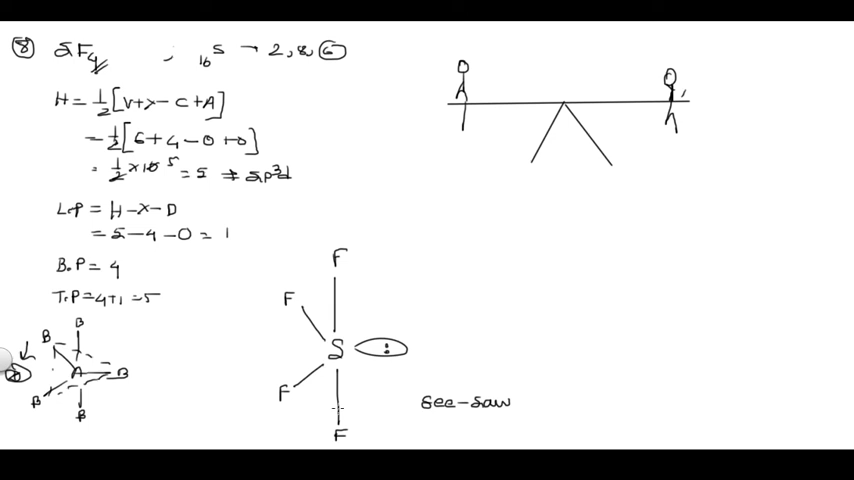 ⑧ SF₄ , ₁₆S → 2, 8, ⑥
H = ½[V+X−C+A]
= ½[6+4−0+0]
= ½×10 5 = 5 ⇒ sp³d
L.P = H−X−D
= 5−4−0 = 1
B.P = 4
T.P = 4+1 = 5
B
B
A B
B
B
F
F
S :
F
F
see-saw